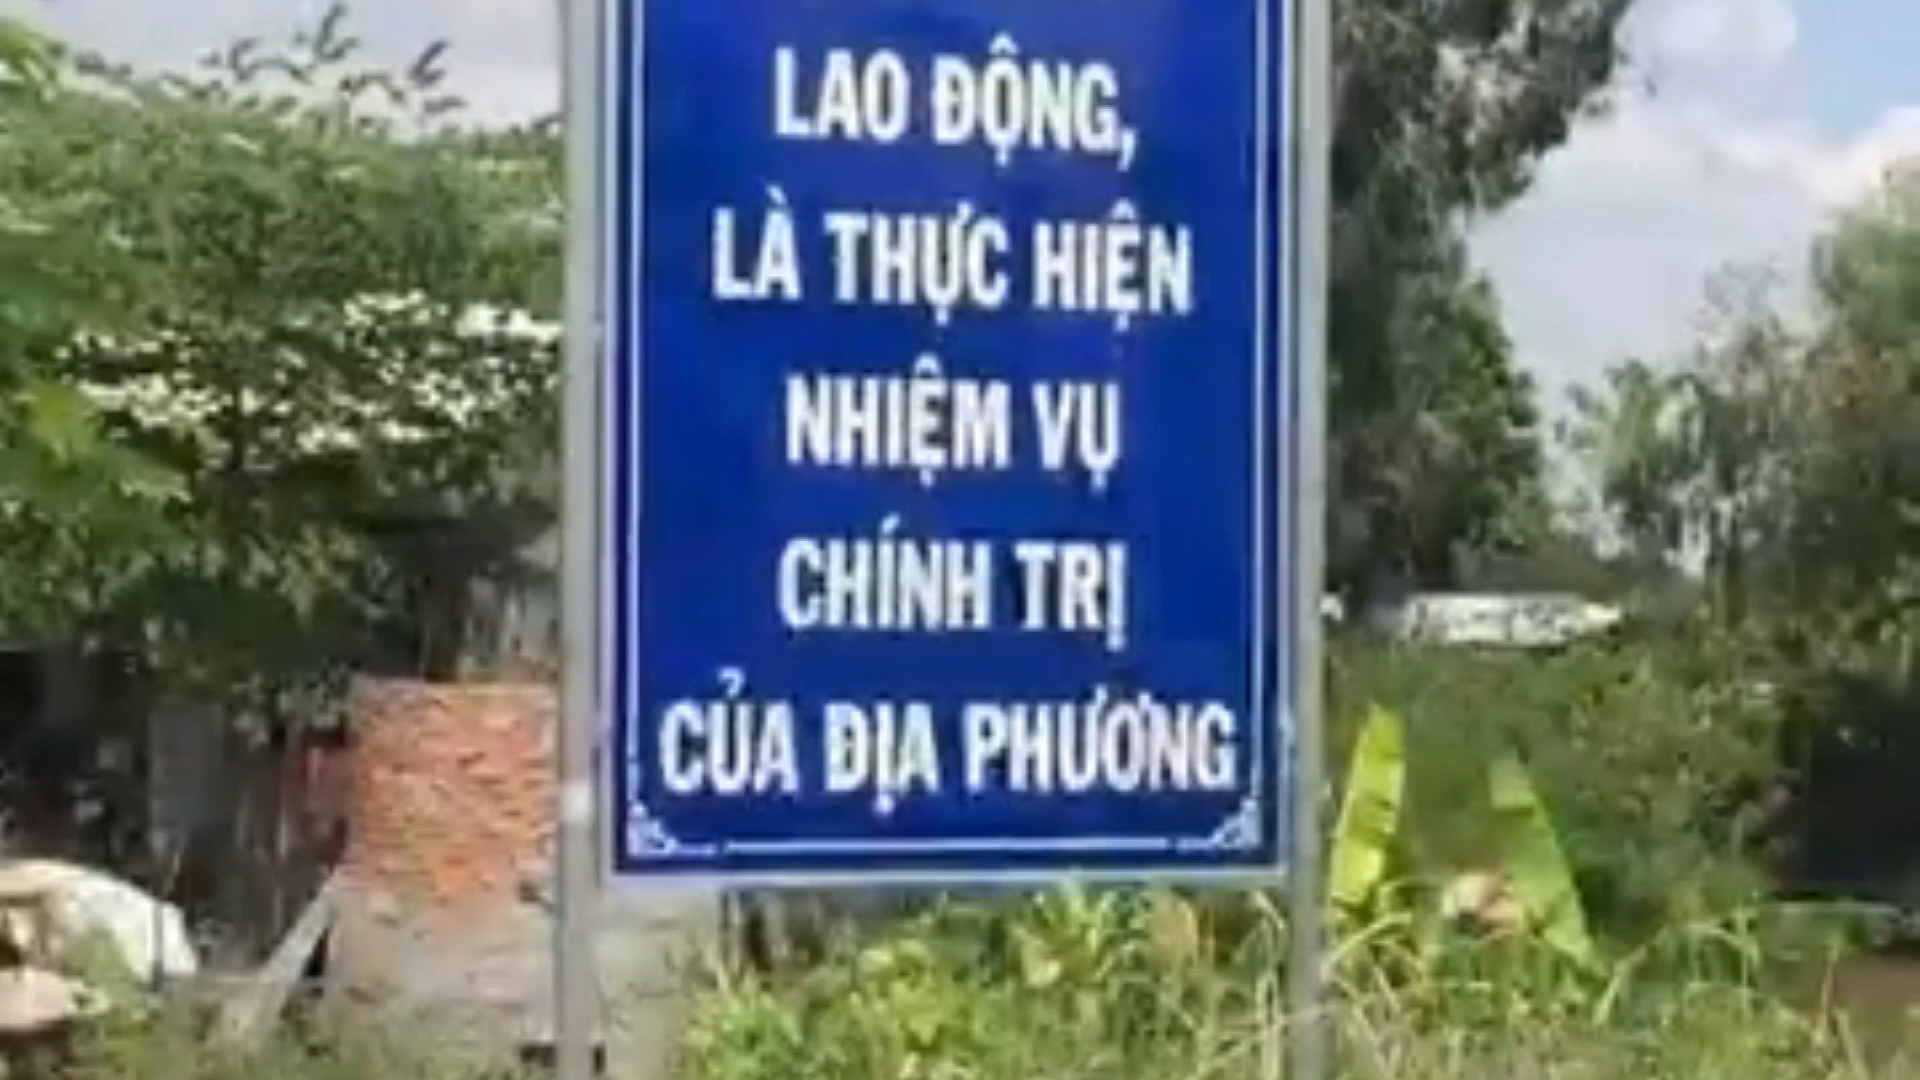 LAO ĐỘNG,
LÀ THỰC HIỆN
NHIỆM VỤ
CHÍNH TRỊ
CỦA ĐỊA PHƯƠNG